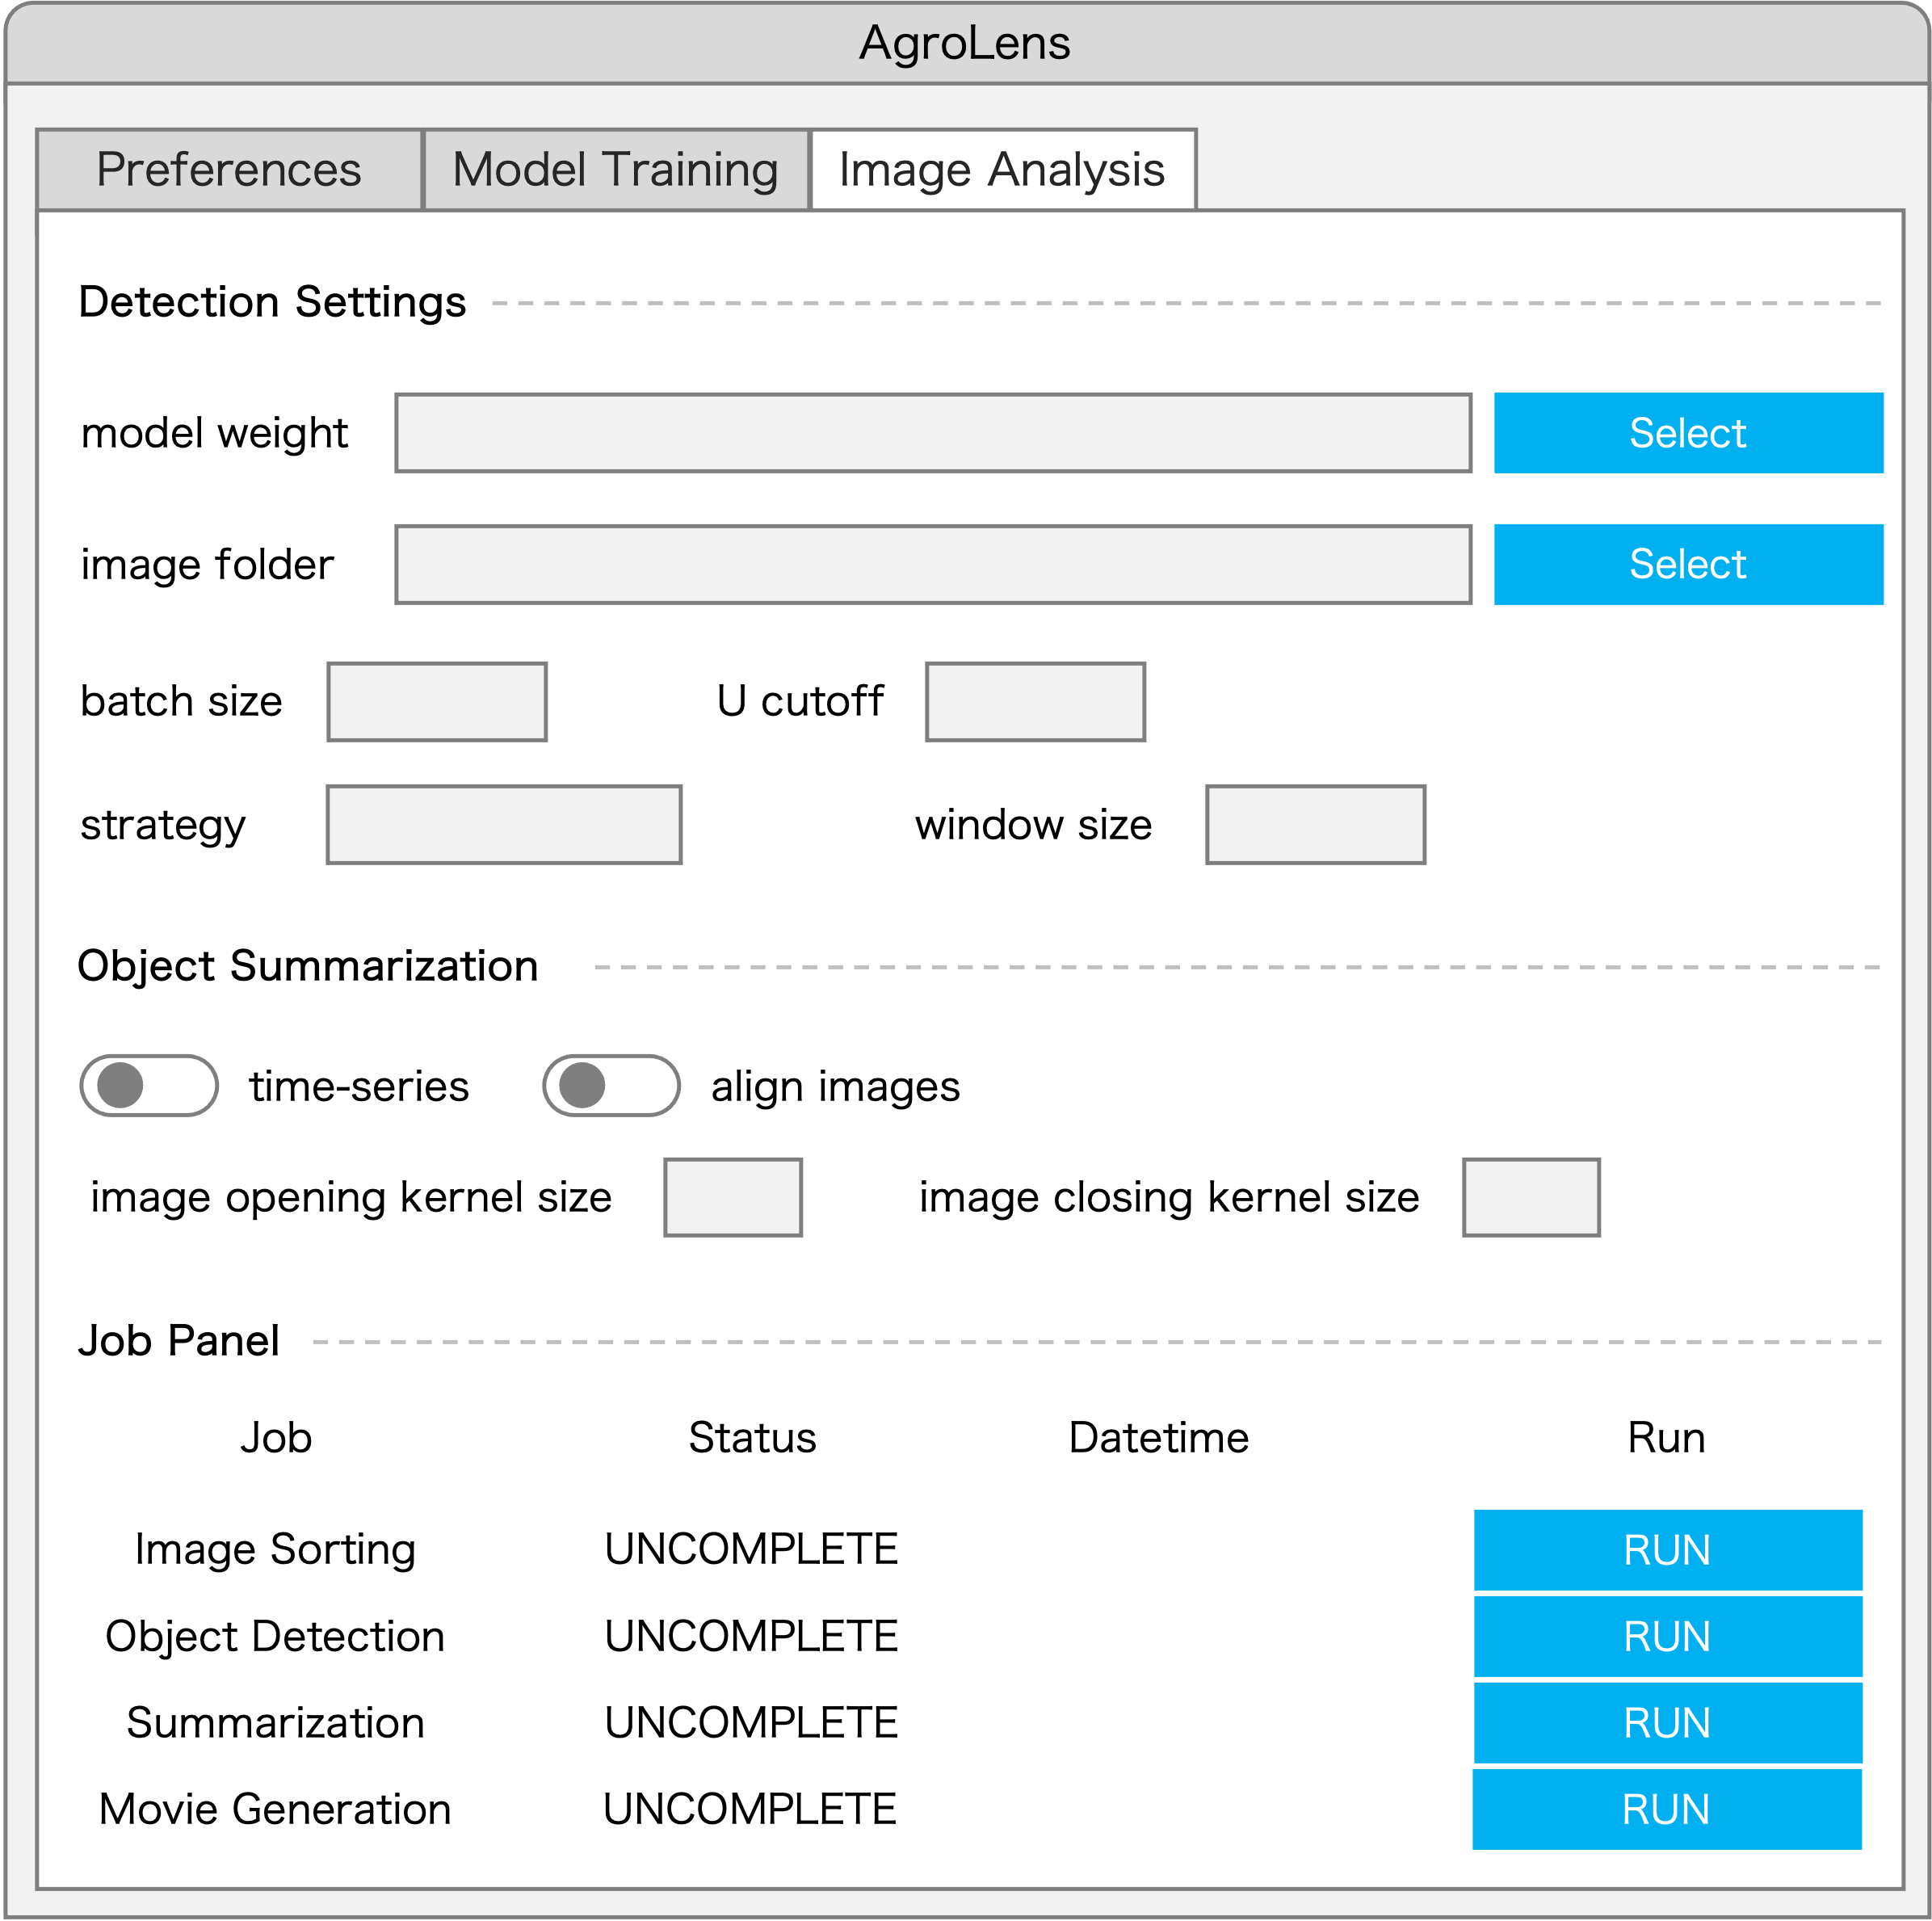 AgroLens
Preferences Model Training Image Analysis
Detection Settings
model weight Select
image folder Select
batch size U cutoff
strategy window size
Object Summarization
time-series align images
image opening kernel size image closing kernel size
Job Panel
Job Status Datetime Run
Image Sorting UNCOMPLETE RUN
Object Detection UNCOMPLETE RUN
Summarization UNCOMPLETE RUN
Movie Generation UNCOMPLETE RUN